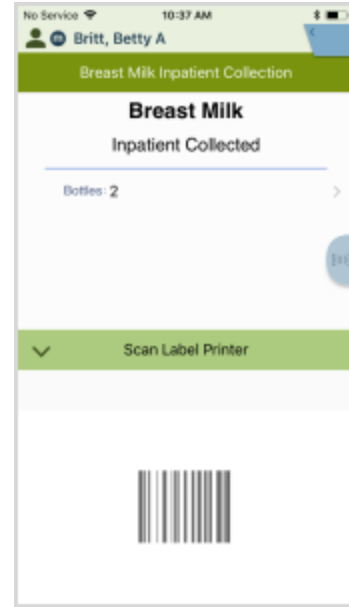 No Service 10:37 AM
Britt, Betty A
Breast Milk Inpatient Collection
Breast Milk
Inpatient Collected
Bottles: 2
Scan Label Printer